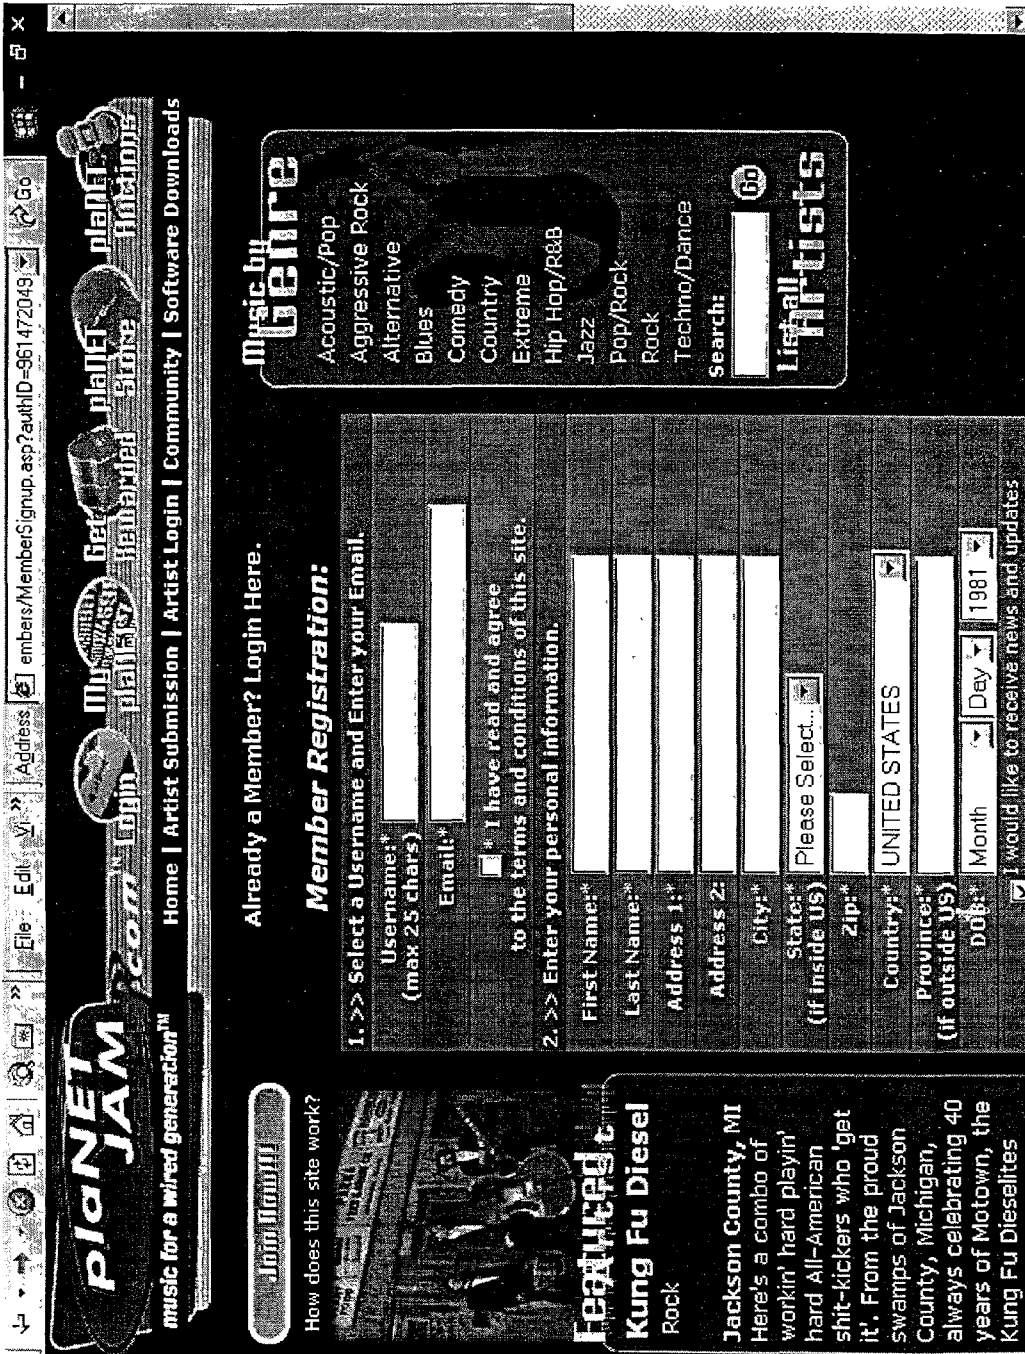 File Edit Vi » Address embers/MemberSignup.asp?authID=961472049 Go
plaNET JAM .com™
Login
My plaNET
Get Rewarded
plaNET Store
plaNET Auctions
music for a wired generation™
Home | Artist Submission | Artist Login | Community | Software Downloads
Join Now!!!
How does this site work?
Featured
Kung Fu Diesel
Rock
Jackson County, MI
Here's a combo of
workin' hard playin'
hard All-American
shit-kickers who 'get
it'. From the proud
swamps of Jackson
County, Michigan,
always celebrating 40
years of Motown, the
Kung Fu Dieselites
Already a Member? Login Here.
Member Registration:
1. >> Select a Username and Enter your Email.
Username:*
(max 25 chars)
Email:*
* I have read and agree
to the terms and conditions of this site.
2. >> Enter your personal information.
First Name:*
Last Name:*
Address 1:*
Address 2:
City:*
State:* Please Select...
(if inside US)
Zip:*
Country:* UNITED STATES
Province:*
(if outside US)
DOB:* Month Day 1981
I would like to receive news and updates
Music by
Genre
Acoustic/Pop
Aggressive Rock
Alternative
Blues
Comedy
Country
Extreme
Hip Hop/R&B
Jazz
Pop/Rock
Rock
Techno/Dance
Search:
Go
List all
Artists